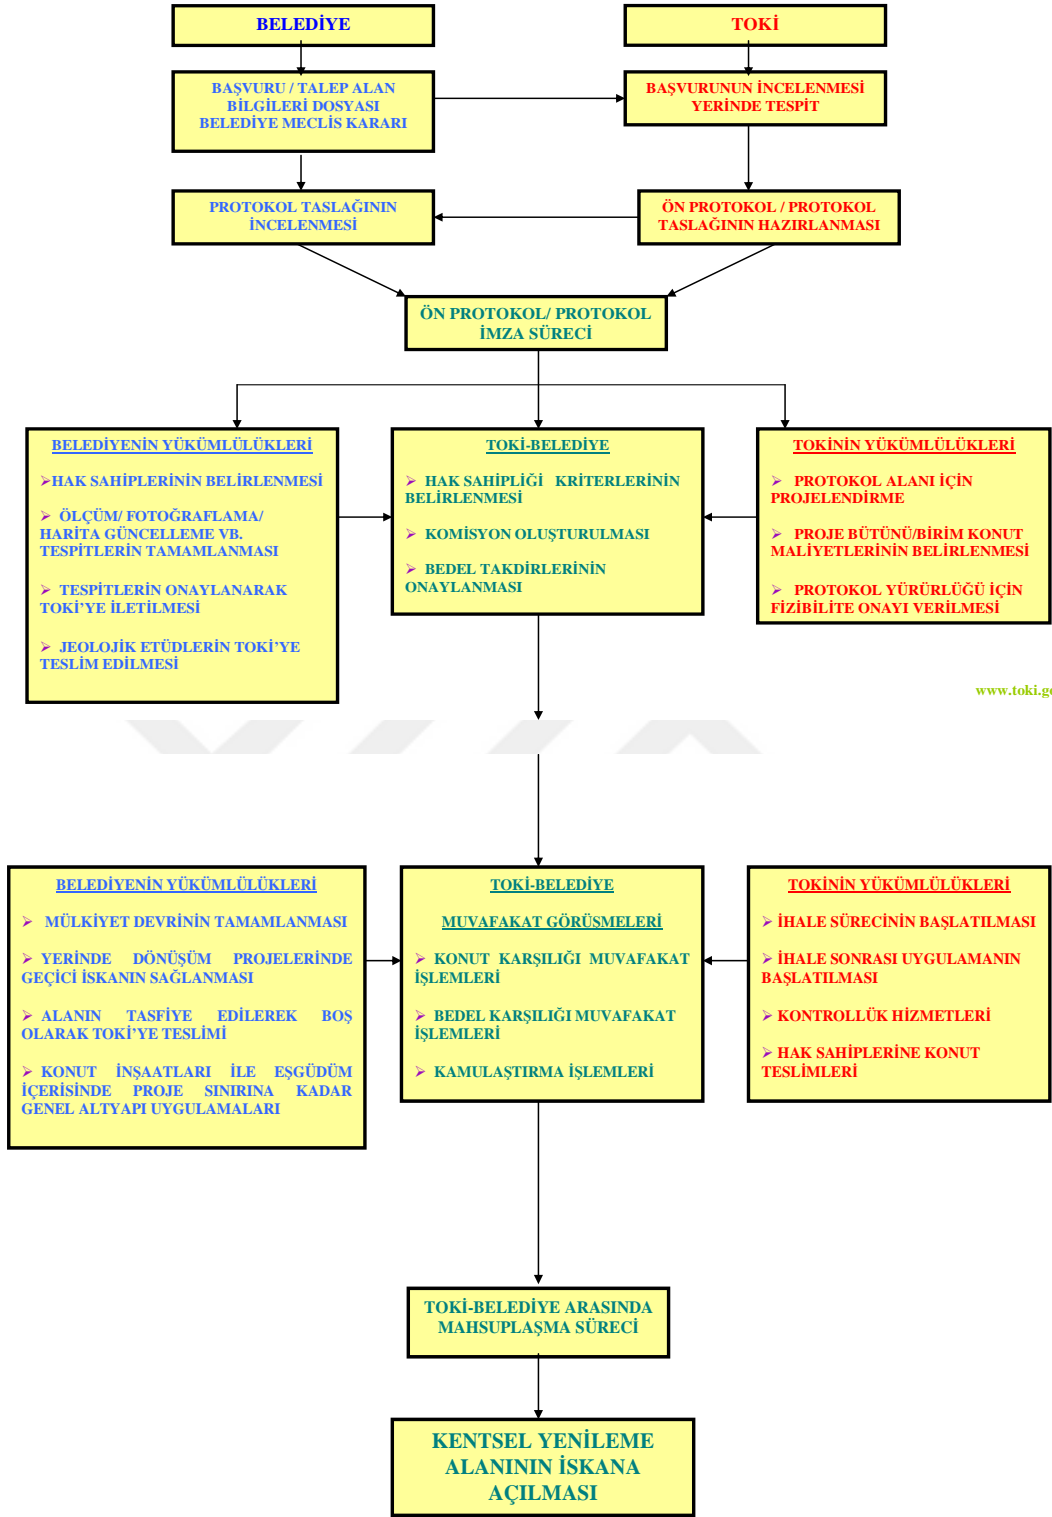 BELEDİYE
TOKİ
BAŞVURU / TALEP ALAN
BİLGİLERİ DOSYASI
BELEDİYE MECLİS KARARI
BAŞVURUNUN İNCELENMESİ
YERİNDE TESPİT
PROTOKOL TASLAĞININ
İNCELENMESİ
ÖN PROTOKOL / PROTOKOL
TASLAĞININ HAZIRLANMASI
ÖN PROTOKOL/ PROTOKOL
İMZA SÜRECİ
BELEDİYENİN YÜKÜMLÜLÜKLERİ
➢HAK SAHİPLERİNİN BELİRLENMESİ
➢ ÖLÇÜM/ FOTOĞRAFLAMA/
HARİTA GÜNCELLEME VB.
TESPİTLERİN TAMAMLANMASI
➢ TESPİTLERİN ONAYLANARAK
TOKİ'YE İLETİLMESİ
➢ JEOLOJİK ETÜDLERİN TOKİ'YE
TESLİM EDİLMESİ
TOKİ-BELEDİYE
➢ HAK SAHİPLİĞİ KRİTERLERİNİN
BELİRLENMESİ
➢ KOMİSYON OLUŞTURULMASI
➢ BEDEL TAKDİRLERİNİN
ONAYLANMASI
TOKİNİN YÜKÜMLÜLÜKLERİ
➢ PROTOKOL ALANI İÇİN
PROJELENDİRME
➢ PROJE BÜTÜNÜ/BİRİM KONUT
MALİYETLERİNİN BELİRLENMESİ
➢ PROTOKOL YÜRÜRLÜĞÜ İÇİN
FİZİBİLİTE ONAYI VERİLMESİ
www.toki.go
BELEDİYENİN YÜKÜMLÜLÜKLERİ
➢ MÜLKİYET DEVRİNİN TAMAMLANMASI
➢ YERİNDE DÖNÜŞÜM PROJELERİNDE
GEÇİCİ İSKANIN SAĞLANMASI
➢ ALANIN TASFİYE EDİLEREK BOŞ
OLARAK TOKİ'YE TESLİMİ
➢ KONUT İNŞAATLARI İLE EŞGÜDÜM
İÇERİSİNDE PROJE SINIRINA KADAR
GENEL ALTYAPI UYGULAMALARI
TOKİ-BELEDİYE
MUVAFAKAT GÖRÜŞMELERİ
➢ KONUT KARŞILIĞI MUVAFAKAT
İŞLEMLERİ
➢ BEDEL KARŞILIĞI MUVAFAKAT
İŞLEMLERİ
➢ KAMULAŞTIRMA İŞLEMLERİ
TOKİNİN YÜKÜMLÜLÜKLERİ
➢ İHALE SÜRECİNİN BAŞLATILMASI
➢ İHALE SONRASI UYGULAMANIN
BAŞLATILMASI
➢ KONTROLLÜK HİZMETLERİ
➢ HAK SAHİPLERİNE KONUT
TESLİMLERİ
TOKİ-BELEDİYE ARASINDA
MAHSUPLAŞMA SÜRECİ
KENTSEL YENİLEME
ALANININ İSKANA
AÇILMASI